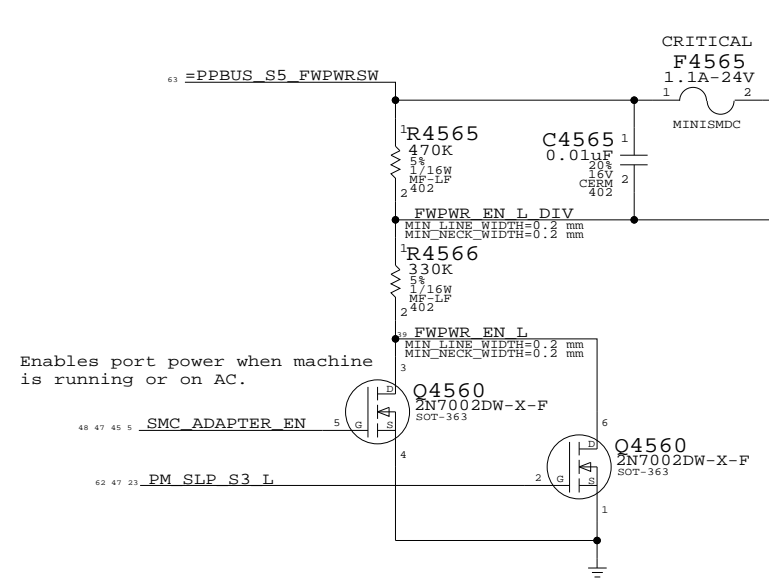 CRITICAL
F4565
1.1A-24V
63 =PPBUS_S5_FWPWRSW
1 2
MINISMDC
1 R4565
470K
5%
1/16W
MF-LF
2 402
C4565 1
0.01uF
20%
16V
CERM 2
402
FWPWR_EN_L_DIV
MIN_LINE_WIDTH=0.2 mm
MIN_NECK_WIDTH=0.2 mm
1 R4566
330K
5%
1/16W
MF-LF
2 402
39 FWPWR_EN_L
MIN_LINE_WIDTH=0.2 mm
MIN_NECK_WIDTH=0.2 mm
Enables port power when machine
is running or on AC.
3
D
Q4560
2N7002DW-X-F
SOT-363
48 47 45 5 SMC_ADAPTER_EN 5 G S
4
6
D
Q4560
2N7002DW-X-F
SOT-363
62 47 23 PM_SLP_S3_L 2 G S
1